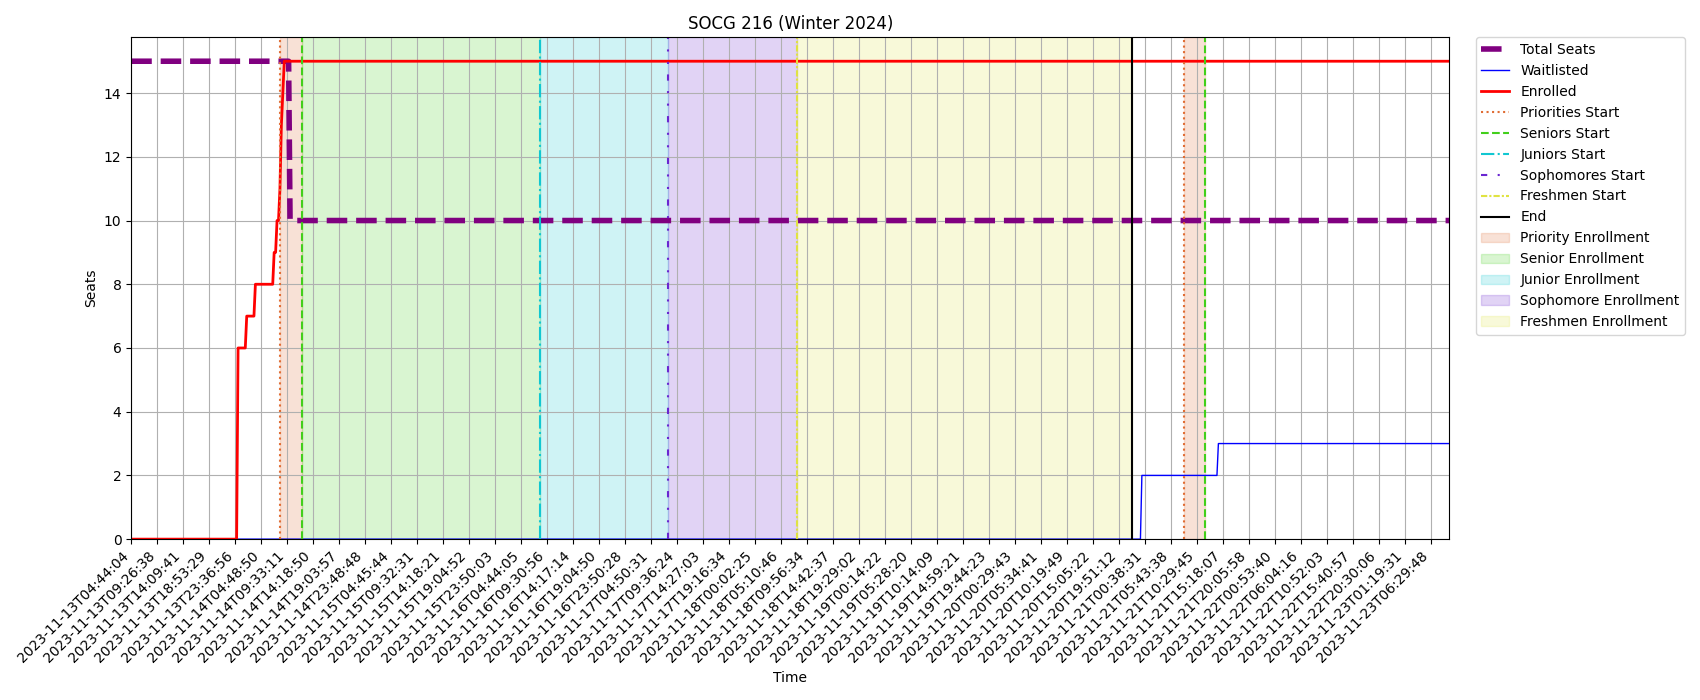 SOCG 216 (Winter 2024)
Total Seats
Waitlisted
Enrolled
Priorities Start
Seniors Start
Juniors Start
Sophomores Start
Freshmen Start
End
Priority Enrollment
Senior Enrollment
Junior Enrollment
Sophomore Enrollment
Freshmen Enrollment
Seats
14
12
10
8
6
4
2
0
2023-11-13T04:44:04
2023-11-13T09:26:38
2023-11-13T14:09:41
2023-11-13T18:53:29
2023-11-13T23:36:56
2023-11-14T04:48:50
2023-11-14T09:33:11
2023-11-14T14:18:50
2023-11-14T19:03:57
2023-11-14T23:48:48
2023-11-15T04:45:44
2023-11-15T09:32:31
2023-11-15T14:18:21
2023-11-15T19:04:52
2023-11-15T23:50:03
2023-11-16T04:44:05
2023-11-16T09:30:56
2023-11-16T14:17:14
2023-11-16T19:04:50
2023-11-16T23:50:28
2023-11-17T04:50:31
2023-11-17T09:36:24
2023-11-17T14:27:03
2023-11-17T19:16:34
2023-11-18T00:02:25
2023-11-18T05:10:46
2023-11-18T09:56:34
2023-11-18T14:42:37
2023-11-18T19:29:02
2023-11-19T00:14:22
2023-11-19T05:28:20
2023-11-19T10:14:09
2023-11-19T14:59:21
2023-11-19T19:44:23
2023-11-20T00:29:43
2023-11-20T05:34:41
2023-11-20T10:19:49
2023-11-20T15:05:22
2023-11-20T19:51:12
2023-11-21T00:38:31
2023-11-21T05:43:38
2023-11-21T10:29:45
2023-11-21T15:18:07
2023-11-21T20:05:58
2023-11-22T00:53:40
2023-11-22T06:04:16
2023-11-22T10:52:03
2023-11-22T15:40:57
2023-11-22T20:30:06
2023-11-23T01:19:31
2023-11-23T06:29:48
Time